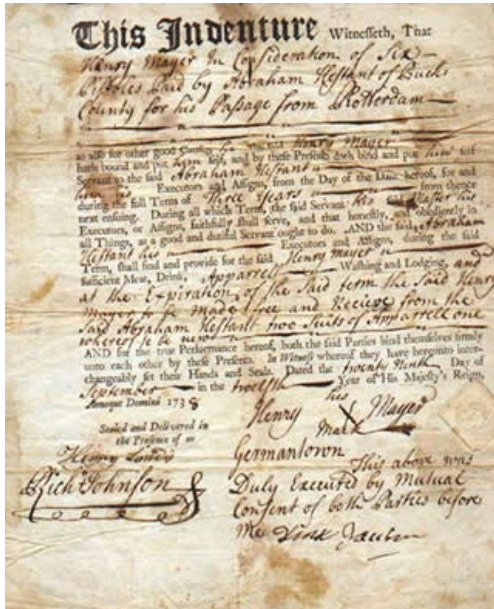 This Indenture Witnesseth, That
Henry Mayer In Consideration of Six
Pistoles Paid by Abraham Hestant of Bucks
County for his Passage from Rotterdam
as also for other good Causes he the said Henry Mayer
hath bound and put him self, and by these Presents doth bind and put him self
Servant to the said Abraham Hestant
Executors and Assigns, from the Day of the Date hereof, for and
during the full Term of Three Years from thence
next ensuing. During all which Term, the said Servant his said Master his
Executors, or Assigns, faithfully shall serve, and that honestly, and obediently in
all Things, as a good and dutiful Servant ought to do. AND the said Abraham
Hestant his Executors and Assigns, during the said
Term, shall find and provide for the said Henry Mayer
sufficient Meat, Drink, Apparrell Washing and Lodging, and
at the Expiration of the Said term the Said Henry
Mayer to be made free and Receive from the
Said Abraham Hestant two Suits of Apparrell one
whereof to be new
AND for the true Performance hereof, both the said Parties bind themselves firmly
unto each other by these Presents. In Witness whereof they have hereunto inter-
changeably set their Hands and Seals. Dated the twenty Ninth Day of
September in the twelfth Year of His Majesty's Reign,
Annoque Domini 1738
his
Henry X Mayer
mark
Sealed and Delivered in
the Presence of us
Rich Johnson
Germantown
This above was
Duly Executed by Mutual
Consent of both Parties before
me